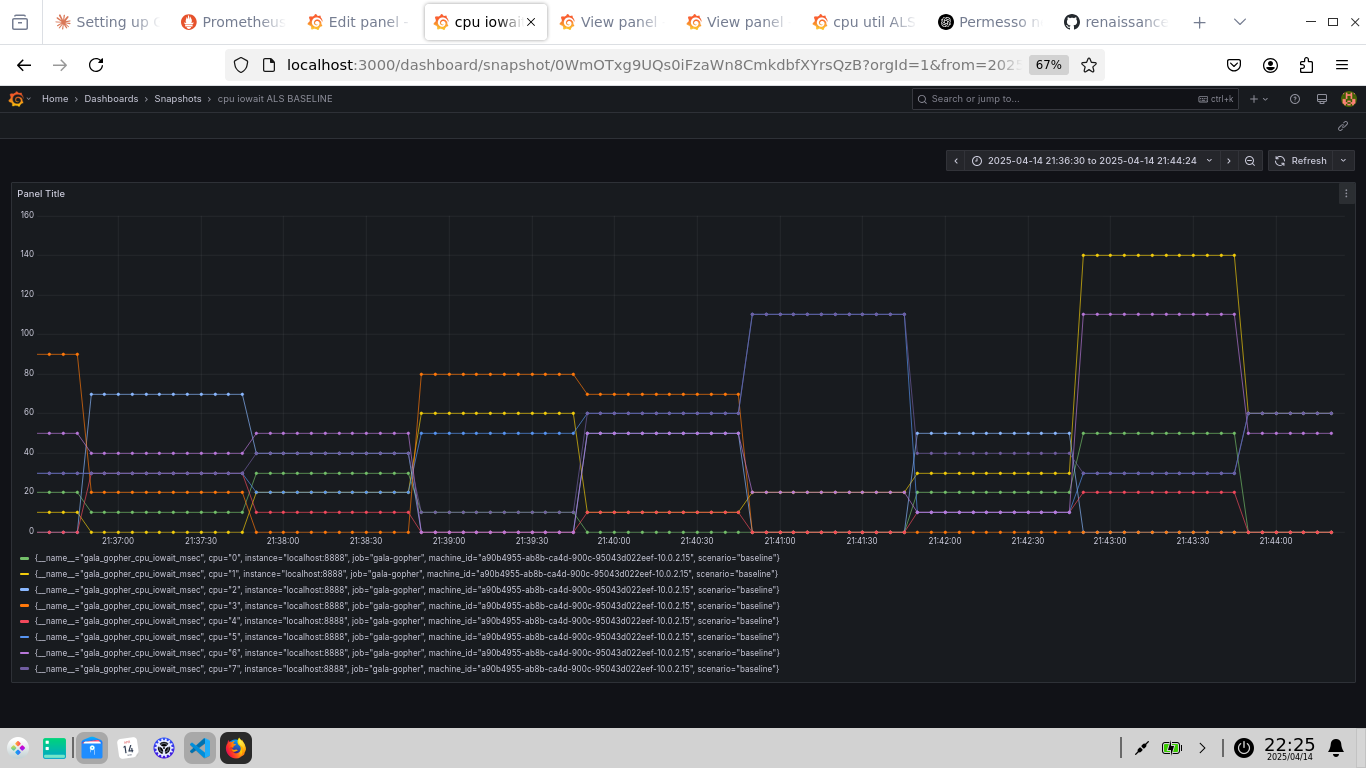 Setting up
Prometheus
Edit panel -
cpu iowai
View panel
View panel
cpu util ALS
Permesso n
renaissance
localhost:3000/dashboard/snapshot/0WmOTxg9UQs0iFzaWn8CmkdbfXYrsQzB?orgId=1&from=2025
67%
Home › Dashboards › Snapshots › cpu iowait ALS BASELINE
Search or jump to...
ctrl+k
2025-04-14 21:36:30 to 2025-04-14 21:44:24
Refresh
Panel Title
160
140
120
100
80
60
40
20
0
21:37:00 21:37:30 21:38:00 21:38:30 21:39:00 21:39:30 21:40:00 21:40:30 21:41:00 21:41:30 21:42:00 21:42:30 21:43:00 21:43:30 21:44:00
{__name__="gala_gopher_cpu_iowait_msec", cpu="0", instance="localhost:8888", job="gala-gopher", machine_id="a90b4955-ab8b-ca4d-900c-95043d022eef-10.0.2.15", scenario="baseline"}
{__name__="gala_gopher_cpu_iowait_msec", cpu="1", instance="localhost:8888", job="gala-gopher", machine_id="a90b4955-ab8b-ca4d-900c-95043d022eef-10.0.2.15", scenario="baseline"}
{__name__="gala_gopher_cpu_iowait_msec", cpu="2", instance="localhost:8888", job="gala-gopher", machine_id="a90b4955-ab8b-ca4d-900c-95043d022eef-10.0.2.15", scenario="baseline"}
{__name__="gala_gopher_cpu_iowait_msec", cpu="3", instance="localhost:8888", job="gala-gopher", machine_id="a90b4955-ab8b-ca4d-900c-95043d022eef-10.0.2.15", scenario="baseline"}
{__name__="gala_gopher_cpu_iowait_msec", cpu="4", instance="localhost:8888", job="gala-gopher", machine_id="a90b4955-ab8b-ca4d-900c-95043d022eef-10.0.2.15", scenario="baseline"}
{__name__="gala_gopher_cpu_iowait_msec", cpu="5", instance="localhost:8888", job="gala-gopher", machine_id="a90b4955-ab8b-ca4d-900c-95043d022eef-10.0.2.15", scenario="baseline"}
{__name__="gala_gopher_cpu_iowait_msec", cpu="6", instance="localhost:8888", job="gala-gopher", machine_id="a90b4955-ab8b-ca4d-900c-95043d022eef-10.0.2.15", scenario="baseline"}
{__name__="gala_gopher_cpu_iowait_msec", cpu="7", instance="localhost:8888", job="gala-gopher", machine_id="a90b4955-ab8b-ca4d-900c-95043d022eef-10.0.2.15", scenario="baseline"}
14
22:25
2025/04/14